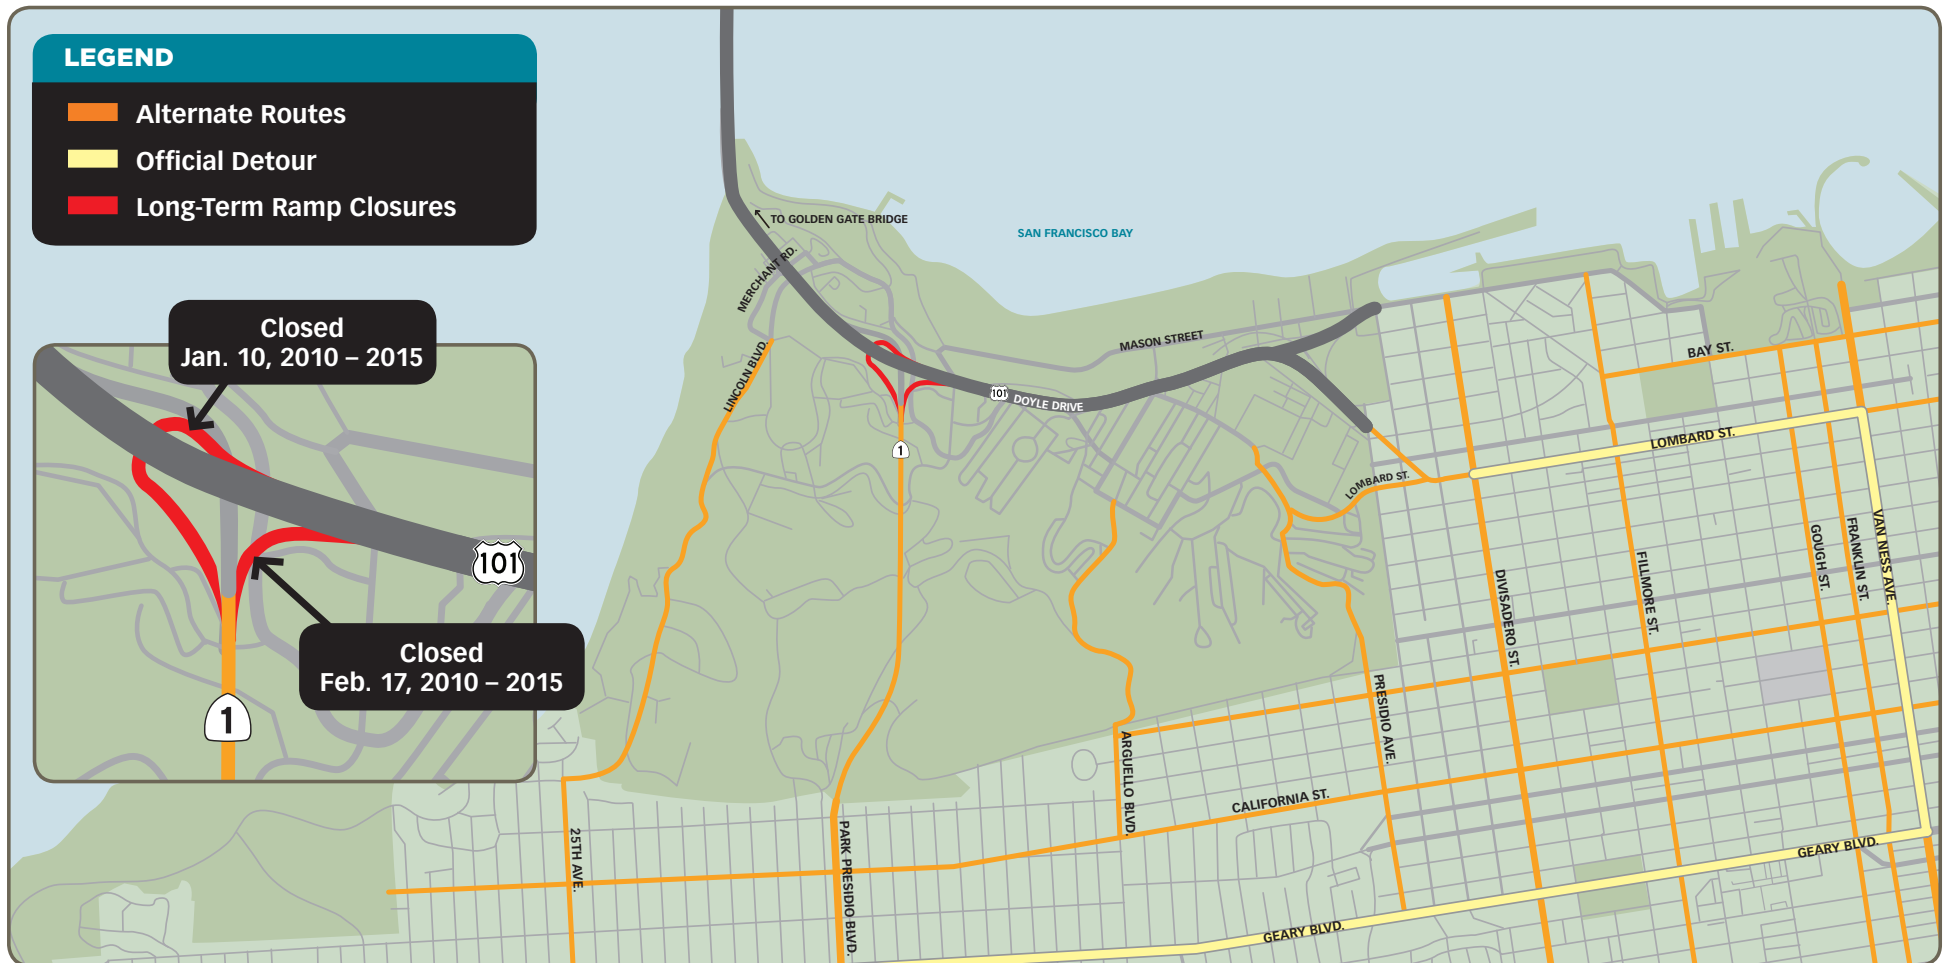 LEGEND
Alternate Routes
Official Detour
Long-Term Ramp Closures
Closed
Jan. 10, 2010 – 2015
101
Closed
Feb. 17, 2010 – 2015
1
TO GOLDEN GATE BRIDGE
SAN FRANCISCO BAY
MERCHANT RD.
MASON STREET
LINCOLN BLVD.
101
DOYLE DRIVE
1
BAY ST.
LOMBARD ST.
LOMBARD ST.
VAN NESS AVE.
FRANKLIN ST.
GOUGH ST.
FILLMORE ST.
DIVISADERO ST.
PRESIDIO AVE.
ARGUELLO BLVD.
CALIFORNIA ST.
25TH AVE.
PARK PRESIDIO BLVD.
GEARY BLVD.
GEARY BLVD.